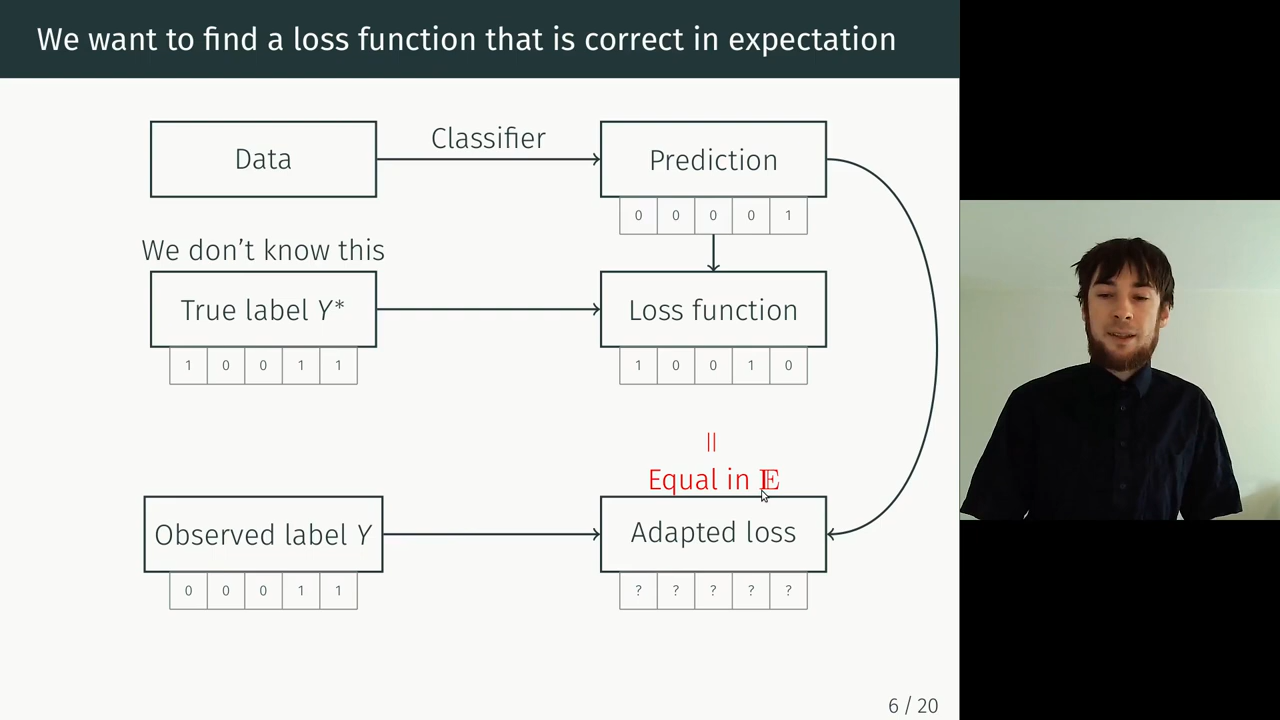 We want to find a loss function that is correct in expectation
Data
Classifier
Prediction
0 0 0 0 1
We don't know this
True label Y*
Loss function
1 0 0 1 1
1 0 0 1 0
=
Equal in 𝔼
Observed label Y
Adapted loss
0 0 0 1 1
? ? ? ? ?
6 / 20